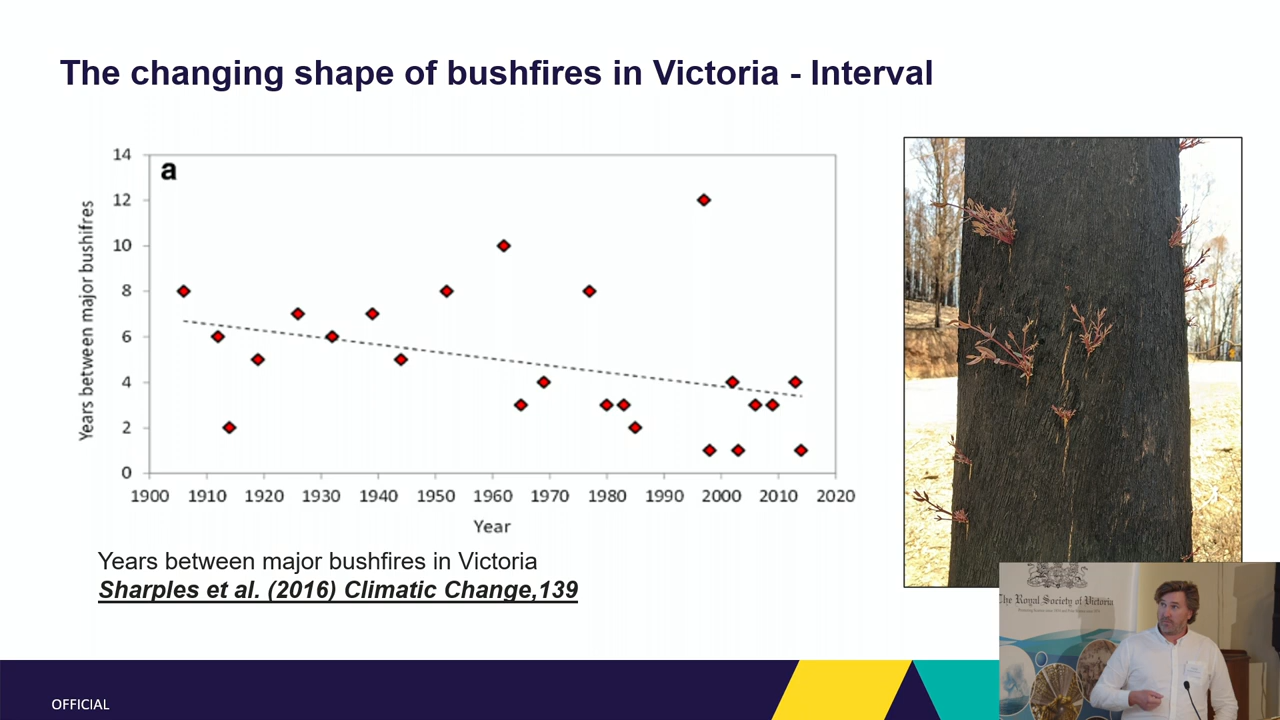 The changing shape of bushfires in Victoria - Interval
a
Years between major bushifres
14
12
10
8
6
4
2
0
1900 1910 1920 1930 1940 1950 1960 1970 1980 1990 2000 2010 2020
Year
Years between major bushfires in Victoria
Sharples et al. (2016) Climatic Change,139
The Royal Society of Victoria
OFFICIAL